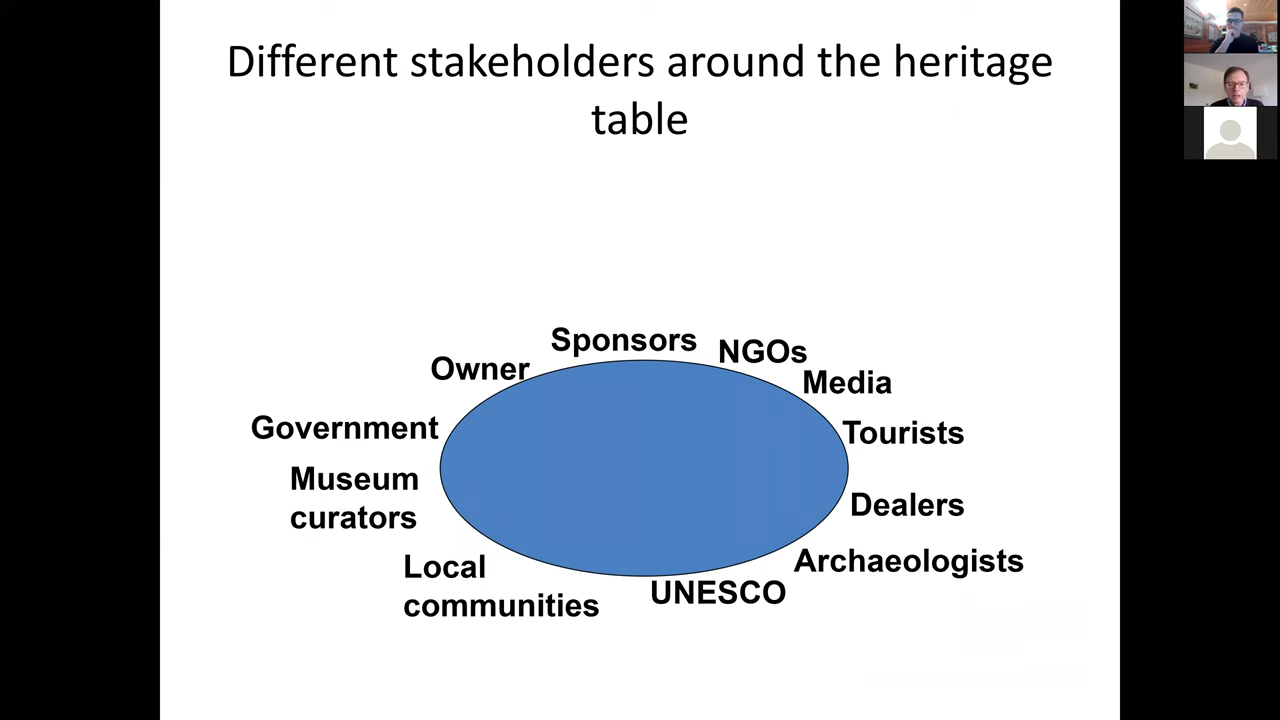 Different stakeholders around the heritage
table
Sponsors
NGOs
Owner
Media
Government
Tourists
Museum
curators
Dealers
Local
communities
Archaeologists
UNESCO